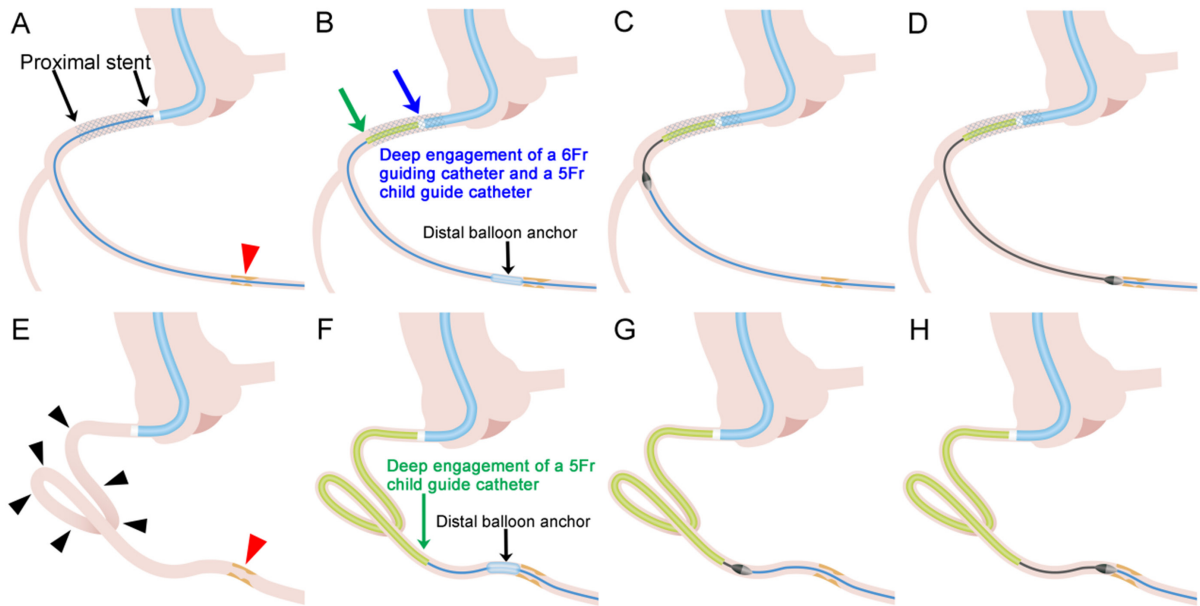 A
B
C
D
Proximal stent
Deep engagement of a 6Fr
guiding catheter and a 5Fr
child guide catheter
Distal balloon anchor
E
F
G
H
Deep engagement of a 5Fr
child guide catheter
Distal balloon anchor